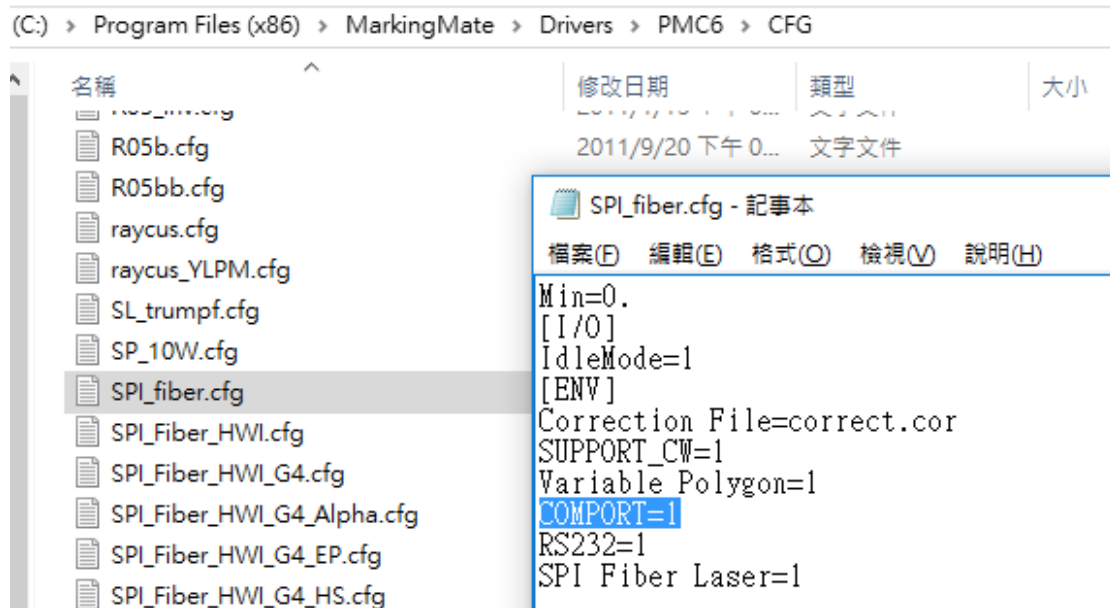 (C:) > Program Files (x86) > MarkingMate > Drivers > PMC6 > CFG
名稱 修改日期 類型 大小
R05b.cfg 2011/9/20 下午 0... 文字文件
R05bb.cfg
raycus.cfg
raycus_YLPM.cfg
SL_trumpf.cfg
SP_10W.cfg
SPI_fiber.cfg
SPI_Fiber_HWI.cfg
SPI_Fiber_HWI_G4.cfg
SPI_Fiber_HWI_G4_Alpha.cfg
SPI_Fiber_HWI_G4_EP.cfg
SPI_Fiber_HWI_G4_HS.cfg
SPI_fiber.cfg - 記事本
檔案(F) 編輯(E) 格式(O) 檢視(V) 說明(H)
Min=0.
[I/O]
IdleMode=1
[ENV]
Correction File=correct.cor
SUPPORT_CW=1
Variable Polygon=1
COMPORT=1
RS232=1
SPI Fiber Laser=1